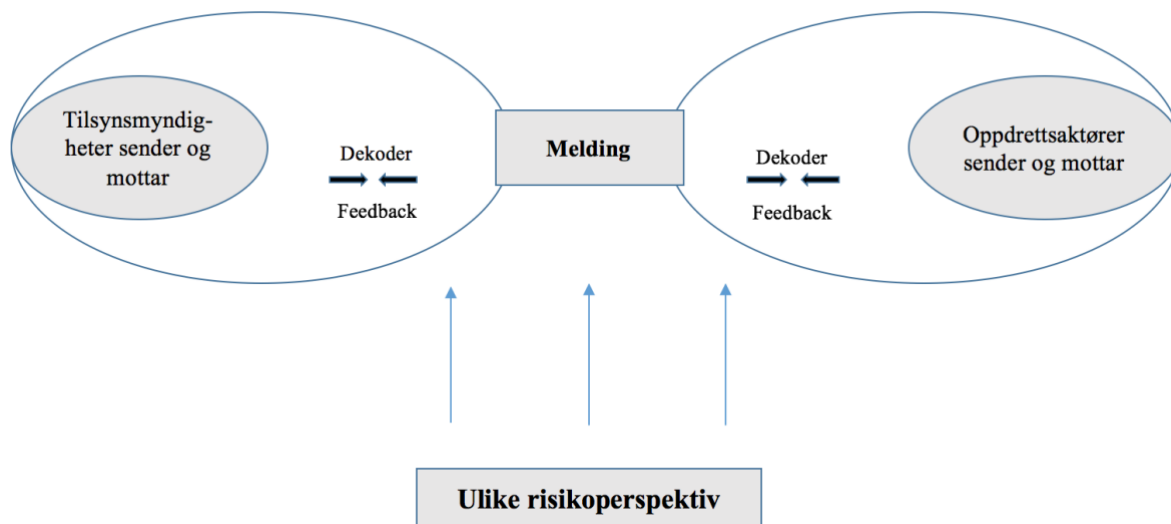 Tilsynsmyndig-
heter sender og
mottar
Dekoder
Feedback
Melding
Dekoder
Feedback
Oppdrettsaktører
sender og mottar
Ulike risikoperspektiv